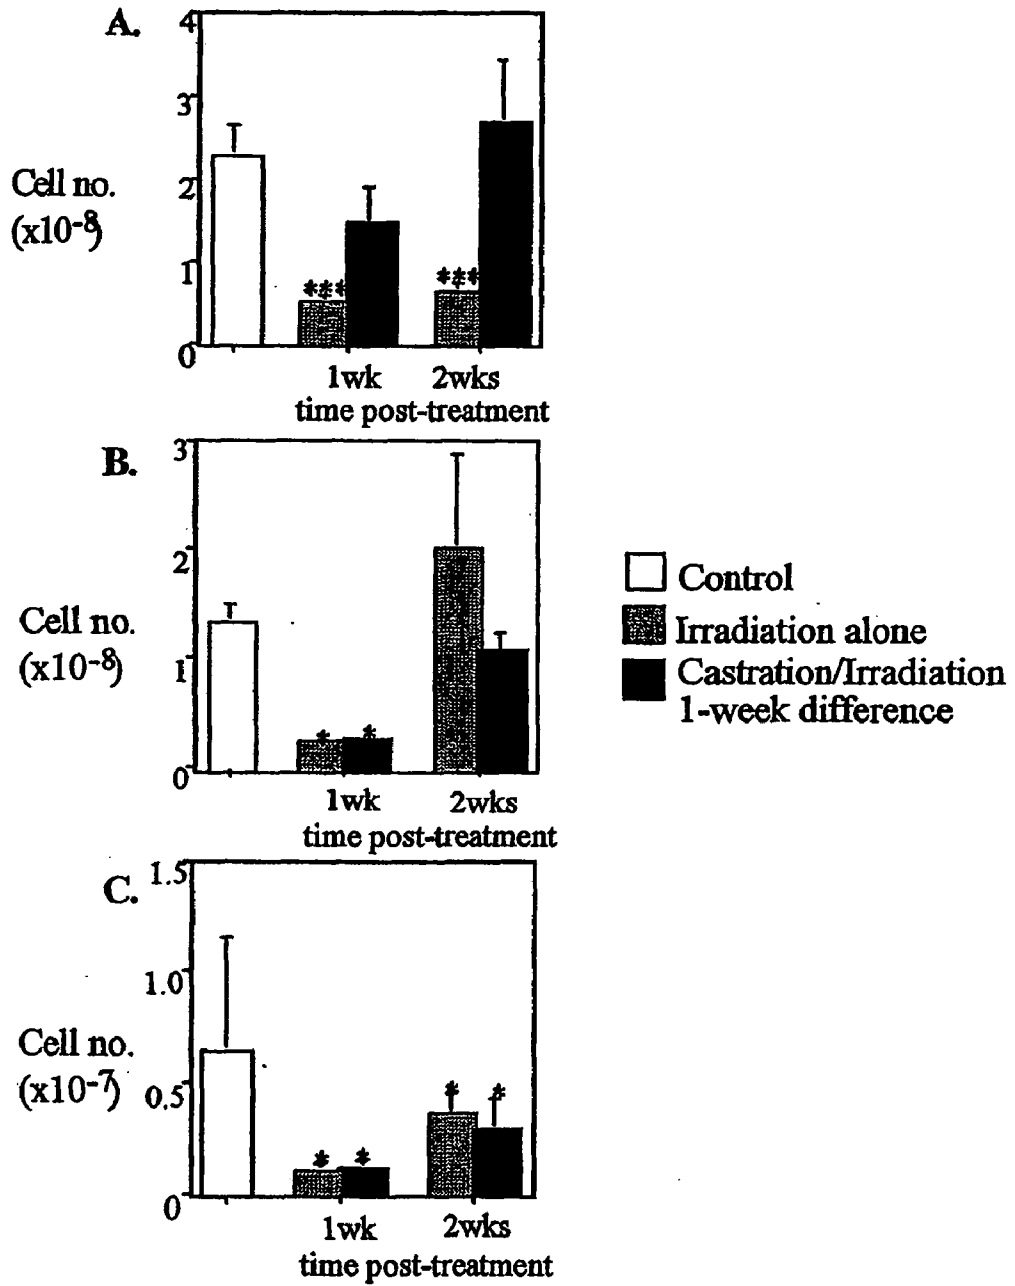 A.
4
3
2
1
0
Cell no.
(x10-8)
***
***
1wk 2wks
time post-treatment
B.
3
2
1
0
Cell no.
(x10-8)
* *
1wk 2wks
time post-treatment
Control
Irradiation alone
Castration/Irradiation
1-week difference
C.
1.5
1.0
0.5
0
Cell no.
(x10-7)
* *
* *
1wk 2wks
time post-treatment